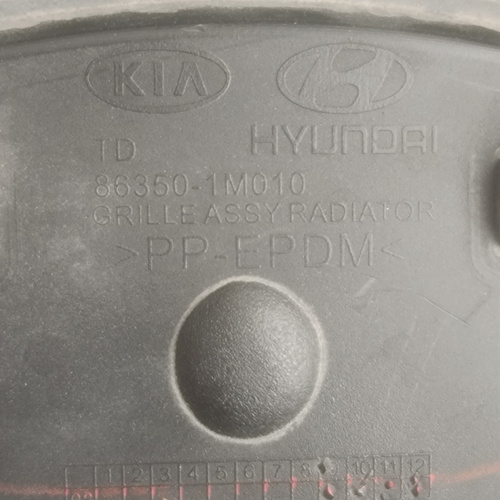 KIA
HYUNDAI
TD
86350-1M010
GRILLE ASSY RADIATOR
>PP-EPDM<
1 2 3 4 5 6 7 8 9 10 11 12